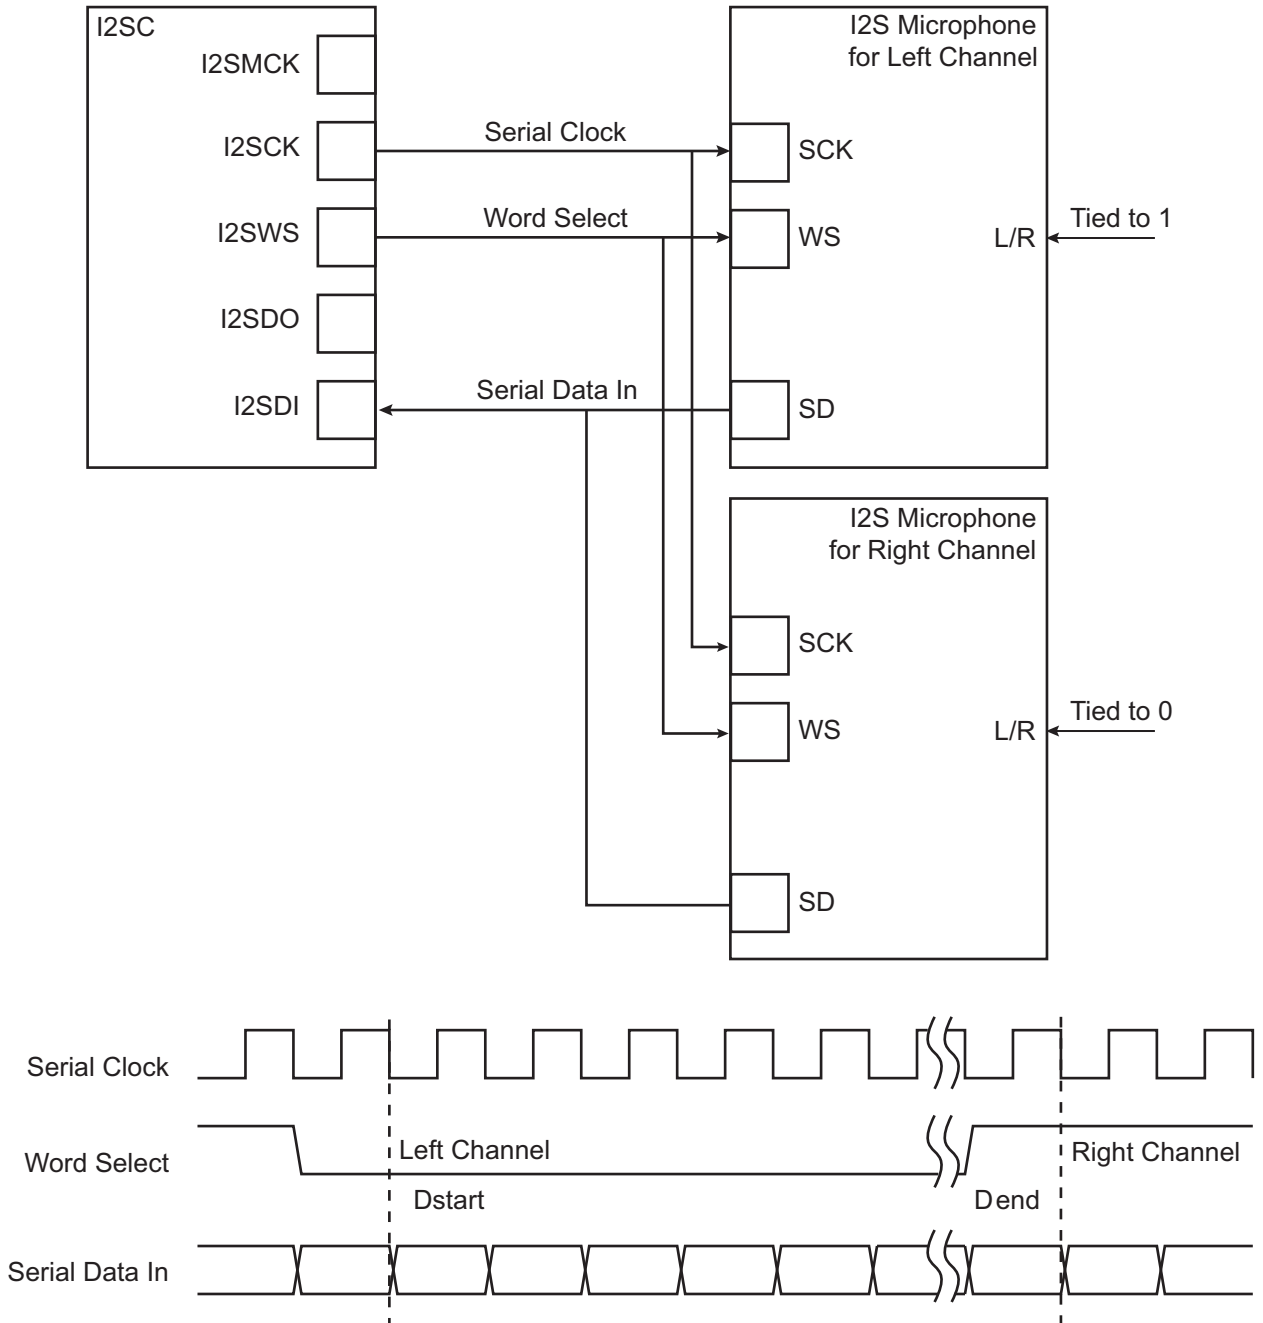 I2SC
I2SMCK
I2SCK
I2SWS
I2SDO
I2SDI
Serial Clock
Word Select
Serial Data In
I2S Microphone
for Left Channel
SCK
WS
L/R
Tied to 1
SD
I2S Microphone
for Right Channel
SCK
WS
L/R
Tied to 0
SD
Serial Clock
Word Select
Left Channel
Right Channel
Dstart
Dend
Serial Data In